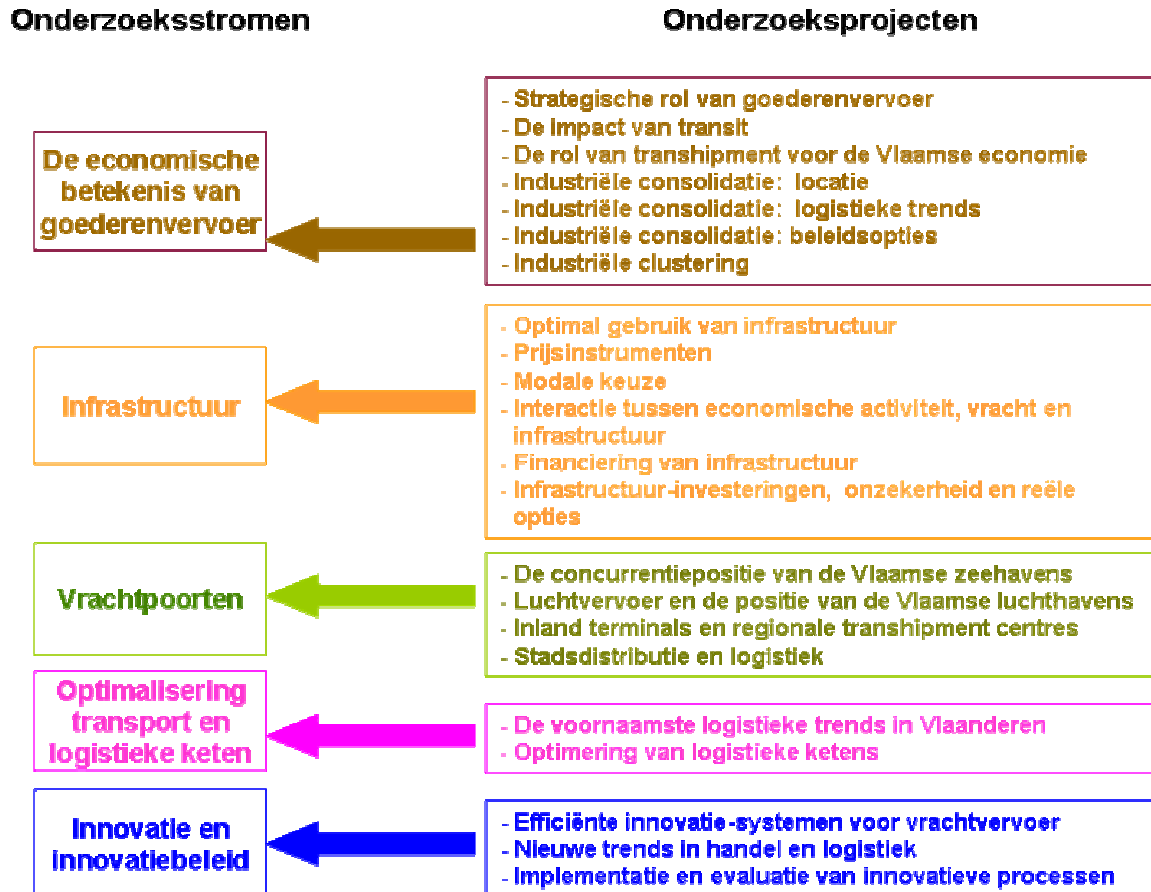 Onderzoeksstromen
Onderzoeksprojecten
De economische
betekenis van
goederenvervoer
- Strategische rol van goederenvervoer
- De impact van transit
- De rol van transhipment voor de Vlaamse economie
- Industriële consolidatie: locatie
- Industriële consolidatie: logistieke trends
- Industriële consolidatie: beleidsopties
- Industriële clustering
Infrastructuur
- Optimal gebruik van infrastructuur
- Prijsinstrumenten
- Modale keuze
- Interactie tussen economische activiteit, vracht en
infrastructuur
- Financiering van infrastructuur
- Infrastructuur-investeringen, onzekerheid en reële
opties
Vrachtpoorten
- De concurrentiepositie van de Vlaamse zeehavens
- Luchtvervoer en de positie van de Vlaamse luchthavens
- Inland terminals en regionale transhipment centres
- Stadsdistributie en logistiek
Optimalisering
transport en
logistieke keten
- De voornaamste logistieke trends in Vlaanderen
- Optimering van logistieke ketens
Innovatie en
innovatiebeleid
- Efficiënte innovatie-systemen voor vrachtvervoer
- Nieuwe trends in handel en logistiek
- Implementatie en evaluatie van innovatieve processen